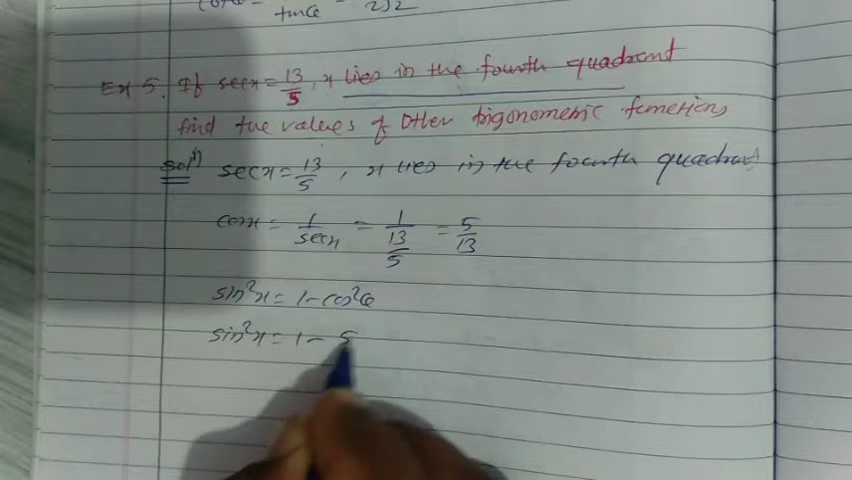 Ex 5. If secx = 13/5, x lies in the fourth quadrant
find the values of other trigonometric functions
Solⁿ) secx = 13/5, x lies in the fourth quadrant
cosx = 1/secx = 1/(13/5) = 5/13
sin²x = 1 - cos²θ
sin²x = 1 - 5